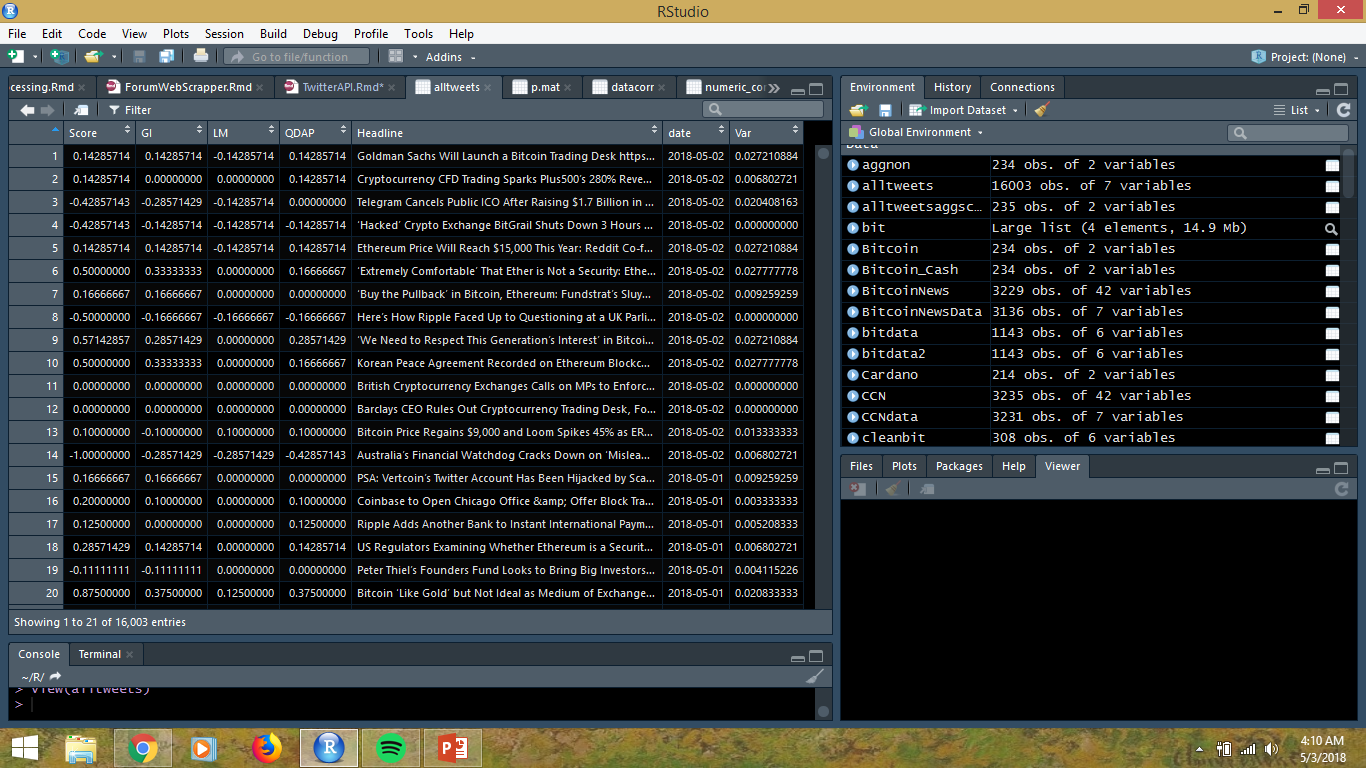 RStudio
File Edit Code View Plots Session Build Debug Profile Tools Help
Go to file/function Addins Project: (None)
cessing.Rmd ForumWebScrapper.Rmd TwitterAPI.Rmd* alltweets p.mat datacorr numeric_co
Filter
Score GI LM QDAP Headline date Var
1 0.14285714 0.14285714 -0.14285714 0.14285714 Goldman Sachs Will Launch a Bitcoin Trading Desk https... 2018-05-02 0.027210884
2 0.14285714 0.00000000 0.00000000 0.14285714 Cryptocurrency CFD Trading Sparks Plus500's 280% Reve... 2018-05-02 0.006802721
3 -0.42857143 -0.28571429 -0.14285714 0.00000000 Telegram Cancels Public ICO After Raising $1.7 Billion in ... 2018-05-02 0.020408163
4 -0.42857143 -0.14285714 -0.14285714 -0.14285714 'Hacked' Crypto Exchange BitGrail Shuts Down 3 Hours ... 2018-05-02 0.000000000
5 0.14285714 0.14285714 -0.14285714 0.14285714 Ethereum Price Will Reach $15,000 This Year: Reddit Co-f... 2018-05-02 0.027210884
6 0.50000000 0.33333333 0.00000000 0.16666667 'Extremely Comfortable' That Ether is Not a Security: Ethe... 2018-05-02 0.027777778
7 0.16666667 0.16666667 0.00000000 0.00000000 'Buy the Pullback' in Bitcoin, Ethereum: Fundstrat's Sluy... 2018-05-02 0.009259259
8 -0.50000000 -0.16666667 -0.16666667 -0.16666667 Here's How Ripple Faced Up to Questioning at a UK Parli... 2018-05-02 0.000000000
9 0.57142857 0.28571429 0.00000000 0.28571429 'We Need to Respect This Generation's Interest' in Bitcoi... 2018-05-02 0.027210884
10 0.50000000 0.33333333 0.00000000 0.16666667 Korean Peace Agreement Recorded on Ethereum Blockc... 2018-05-02 0.027777778
11 0.00000000 0.00000000 0.00000000 0.00000000 British Cryptocurrency Exchanges Calls on MPs to Enforc... 2018-05-02 0.000000000
12 0.00000000 0.00000000 0.00000000 0.00000000 Barclays CEO Rules Out Cryptocurrency Trading Desk, Fo... 2018-05-02 0.000000000
13 0.10000000 -0.10000000 0.10000000 0.10000000 Bitcoin Price Regains $9,000 and Loom Spikes 45% as ER... 2018-05-02 0.013333333
14 -1.00000000 -0.28571429 -0.28571429 -0.42857143 Australia's Financial Watchdog Cracks Down on 'Mislea... 2018-05-02 0.006802721
15 0.16666667 0.16666667 0.00000000 0.00000000 PSA: Vertcoin's Twitter Account Has Been Hijacked by Sca... 2018-05-01 0.009259259
16 0.20000000 0.10000000 0.00000000 0.10000000 Coinbase to Open Chicago Office &amp; Offer Block Tra... 2018-05-01 0.003333333
17 0.12500000 0.00000000 0.00000000 0.12500000 Ripple Adds Another Bank to Instant International Paym... 2018-05-01 0.005208333
18 0.28571429 0.14285714 0.00000000 0.14285714 US Regulators Examining Whether Ethereum is a Securit... 2018-05-01 0.006802721
19 -0.11111111 -0.11111111 0.00000000 0.00000000 Peter Thiel's Founders Fund Looks to Bring Big Investors... 2018-05-01 0.004115226
20 0.87500000 0.37500000 0.12500000 0.37500000 Bitcoin 'Like Gold' but Not Ideal as Medium of Exchange... 2018-05-01 0.020833333
Showing 1 to 21 of 16,003 entries
Console Terminal
~/R/
> View(alltweets)
>
Environment History Connections
Import Dataset List
Global Environment
Data
aggnon 234 obs. of 2 variables
alltweets 16003 obs. of 7 variables
alltweetsaggsc... 235 obs. of 2 variables
bit Large list (4 elements, 14.9 Mb)
Bitcoin 234 obs. of 2 variables
Bitcoin_Cash 234 obs. of 2 variables
BitcoinNews 3229 obs. of 42 variables
BitcoinNewsData 3136 obs. of 7 variables
bitdata 1143 obs. of 6 variables
bitdata2 1143 obs. of 6 variables
Cardano 214 obs. of 2 variables
CCN 3235 obs. of 42 variables
CCNdata 3231 obs. of 7 variables
cleanbit 308 obs. of 6 variables
Files Plots Packages Help Viewer
4:10 AM
5/3/2018